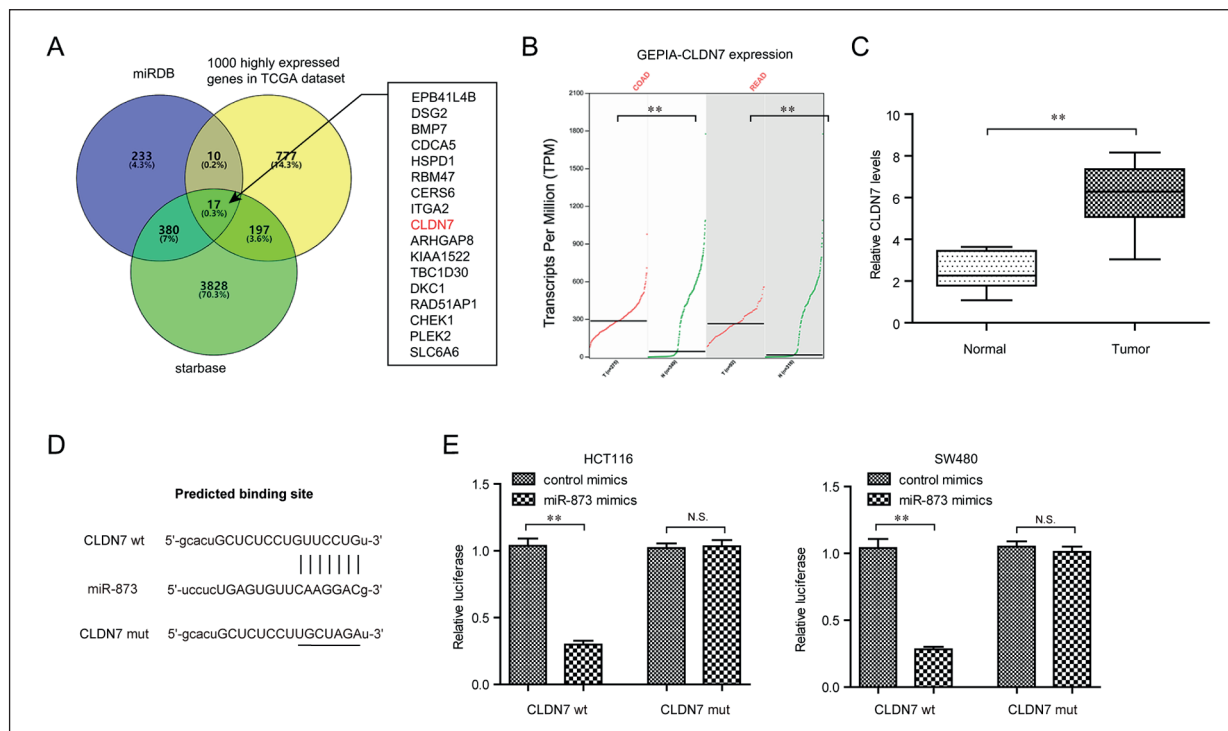 A
miRDB
1000 highly expressed
genes in TCGA dataset
233
(4.3%)
10
(0.2%)
777
(14.3%)
17
(0.3%)
380
(7%)
197
(3.6%)
3828
(70.3%)
starbase
EPB41L4B
DSG2
BMP7
CDCA5
HSPD1
RBM47
CERS6
ITGA2
CLDN7
ARHGAP8
KIAA1522
TBC1D30
DKC1
RAD51AP1
CHEK1
PLEK2
SLC6A6
B
GEPIA-CLDN7 expression
COAD
READ
Transcripts Per Million (TPM)
2100
1800
1500
1200
900
600
300
0
**
**
C
Relative CLDN7 levels
10
8
6
4
2
0
**
Normal
Tumor
D
Predicted binding site
CLDN7 wt 5'-gcacuGCUCUCCUGUUCCUGu-3'
miR-873 5'-uccucUGAGUGUUCAAGGACg-3'
CLDN7 mut 5'-gcacuGCUCUCCUUGCUAGAu-3'
E
HCT116
control mimics
miR-873 mimics
Relative luciferase
1.5
1.0
0.5
0.0
**
N.S.
CLDN7 wt
CLDN7 mut
SW480
control mimics
miR-873 mimics
Relative luciferase
1.5
1.0
0.5
0.0
**
N.S.
CLDN7 wt
CLDN7 mut